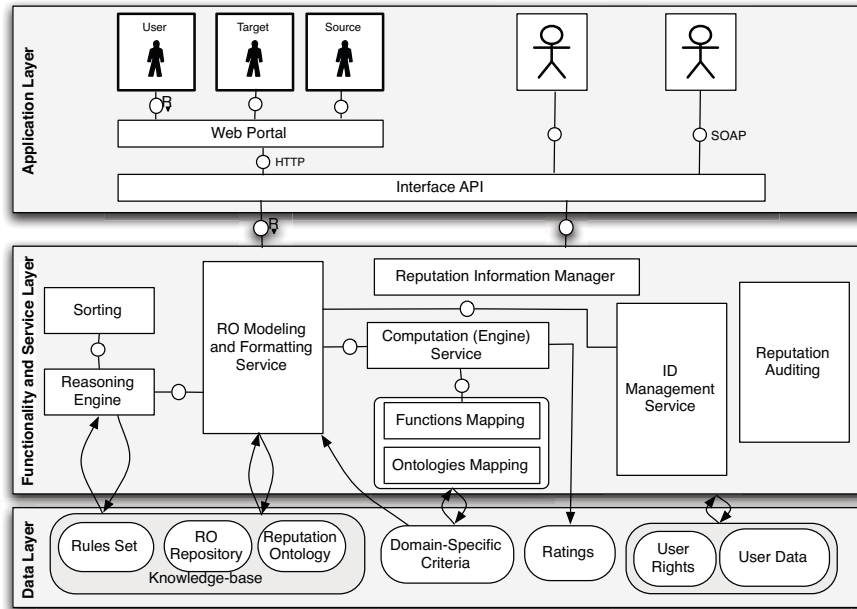 Application Layer
User
Target
Source
R
Web Portal
HTTP
SOAP
Interface API
R
Functionality and Service Layer
Reputation Information Manager
Sorting
RO Modeling
and Formatting
Service
Computation (Engine)
Service
Reasoning
Engine
ID
Management
Service
Reputation
Auditing
Functions Mapping
Ontologies Mapping
Data Layer
Rules Set
RO
Repository
Reputation
Ontology
Knowledge-base
Domain-Specific
Criteria
Ratings
User
Rights
User Data